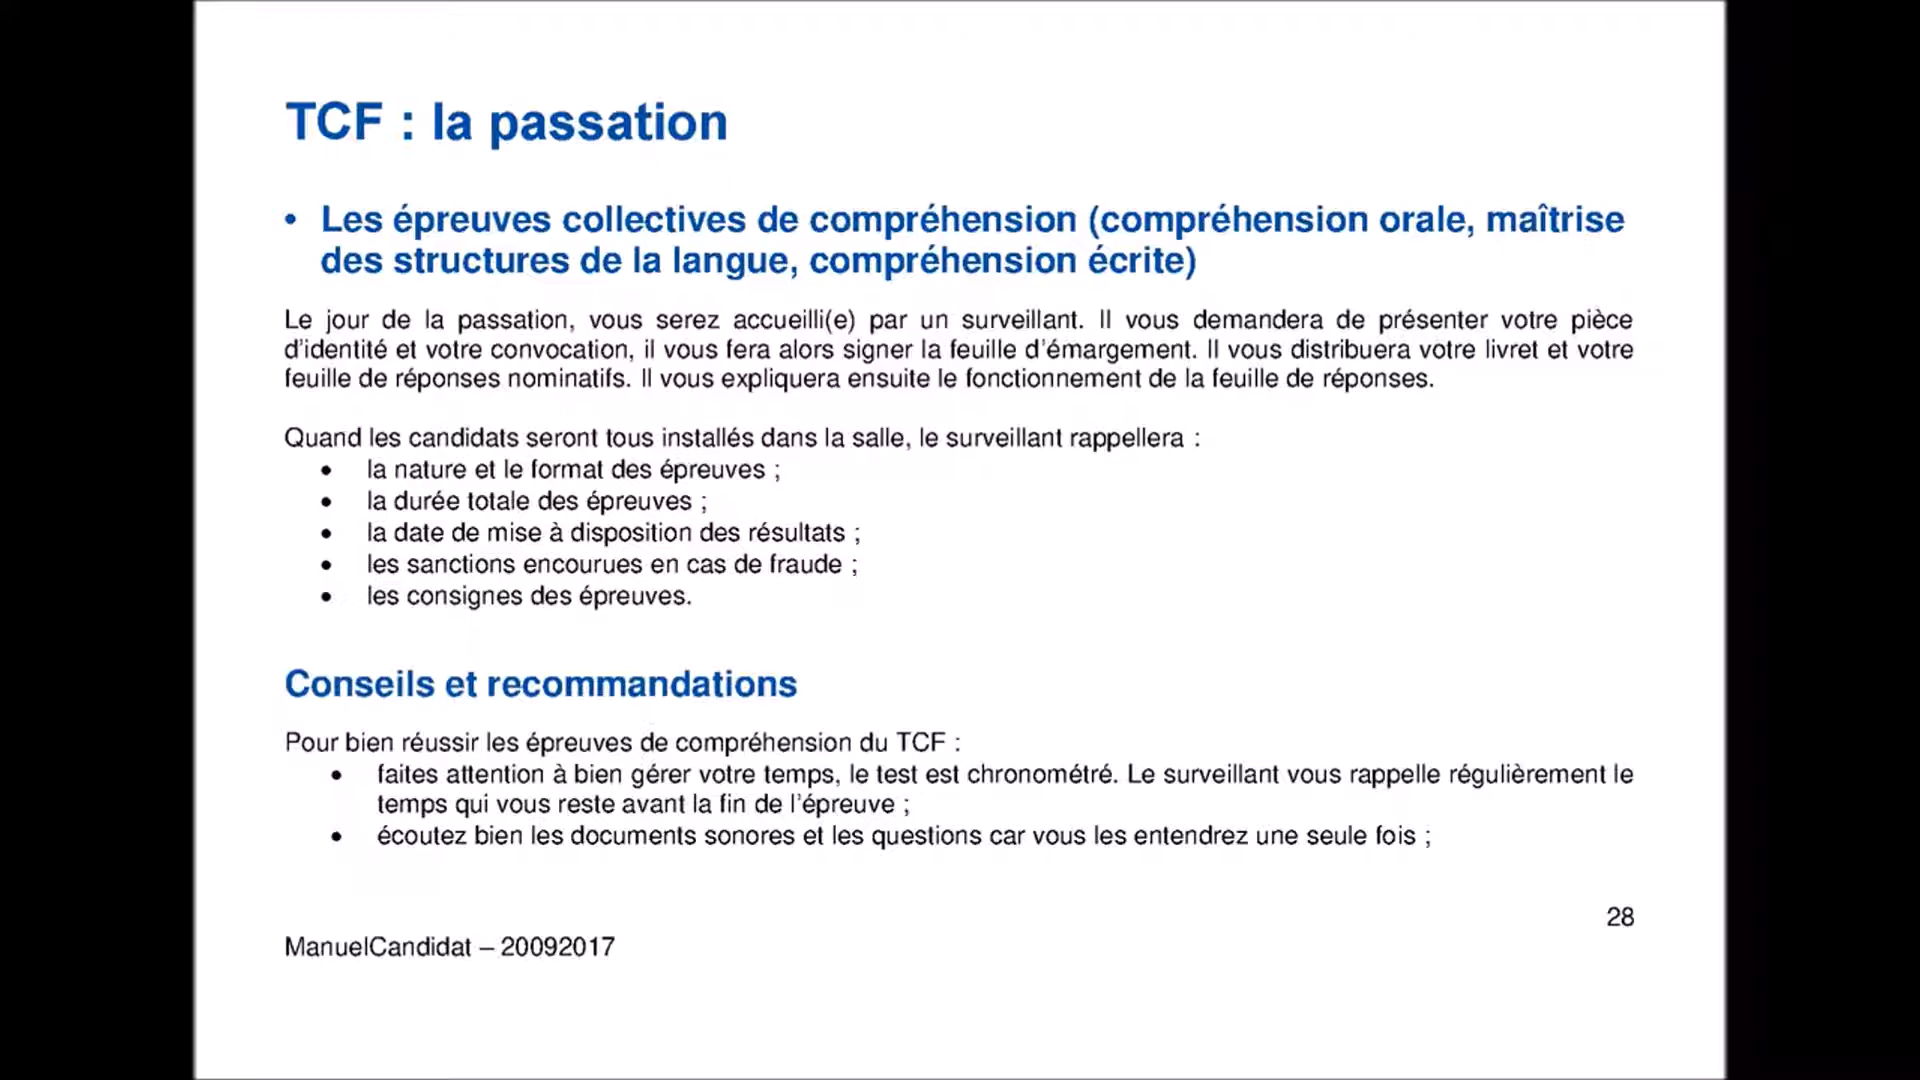 TCF : la passation
• Les épreuves collectives de compréhension (compréhension orale, maîtrise
des structures de la langue, compréhension écrite)
Le jour de la passation, vous serez accueilli(e) par un surveillant. Il vous demandera de présenter votre pièce
d'identité et votre convocation, il vous fera alors signer la feuille d'émargement. Il vous distribuera votre livret et votre
feuille de réponses nominatifs. Il vous expliquera ensuite le fonctionnement de la feuille de réponses.
Quand les candidats seront tous installés dans la salle, le surveillant rappellera :
• la nature et le format des épreuves ;
• la durée totale des épreuves ;
• la date de mise à disposition des résultats ;
• les sanctions encourues en cas de fraude ;
• les consignes des épreuves.
Conseils et recommandations
Pour bien réussir les épreuves de compréhension du TCF :
• faites attention à bien gérer votre temps, le test est chronométré. Le surveillant vous rappelle régulièrement le
temps qui vous reste avant la fin de l'épreuve ;
• écoutez bien les documents sonores et les questions car vous les entendrez une seule fois ;
28
ManuelCandidat – 20092017